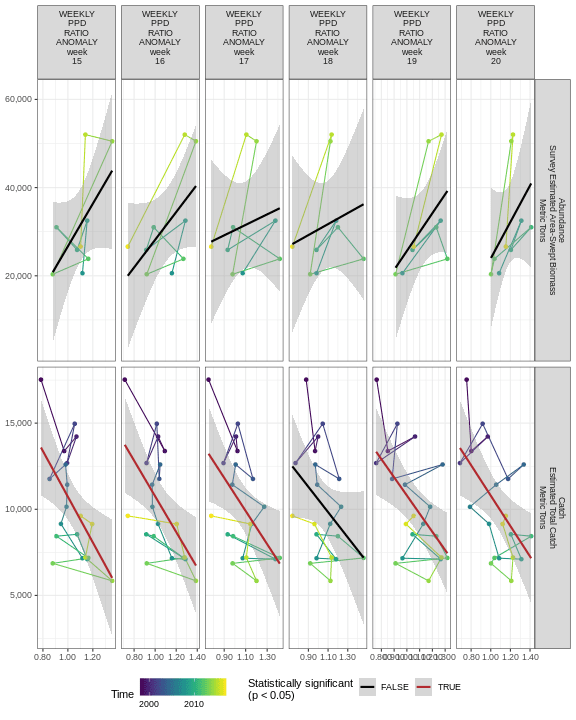 WEEKLY
PPD
RATIO
ANOMALY
week
15
WEEKLY
PPD
RATIO
ANOMALY
week
16
WEEKLY
PPD
RATIO
ANOMALY
week
17
WEEKLY
PPD
RATIO
ANOMALY
week
18
WEEKLY
PPD
RATIO
ANOMALY
week
19
WEEKLY
PPD
RATIO
ANOMALY
week
20
60,000
40,000
20,000
Abundance
Survey Estimated Area-Swept Biomass
Metric Tons
15,000
10,000
5,000
Catch
Estimated Total Catch
Metric Tons
0.80 1.00 1.20
0.80 1.00 1.20 1.40
0.90 1.10 1.30
0.90 1.10 1.30
0.80 1.00 1.20 1.40
Time
2000 2010
Statistically significant
(p < 0.05)
FALSE
TRUE